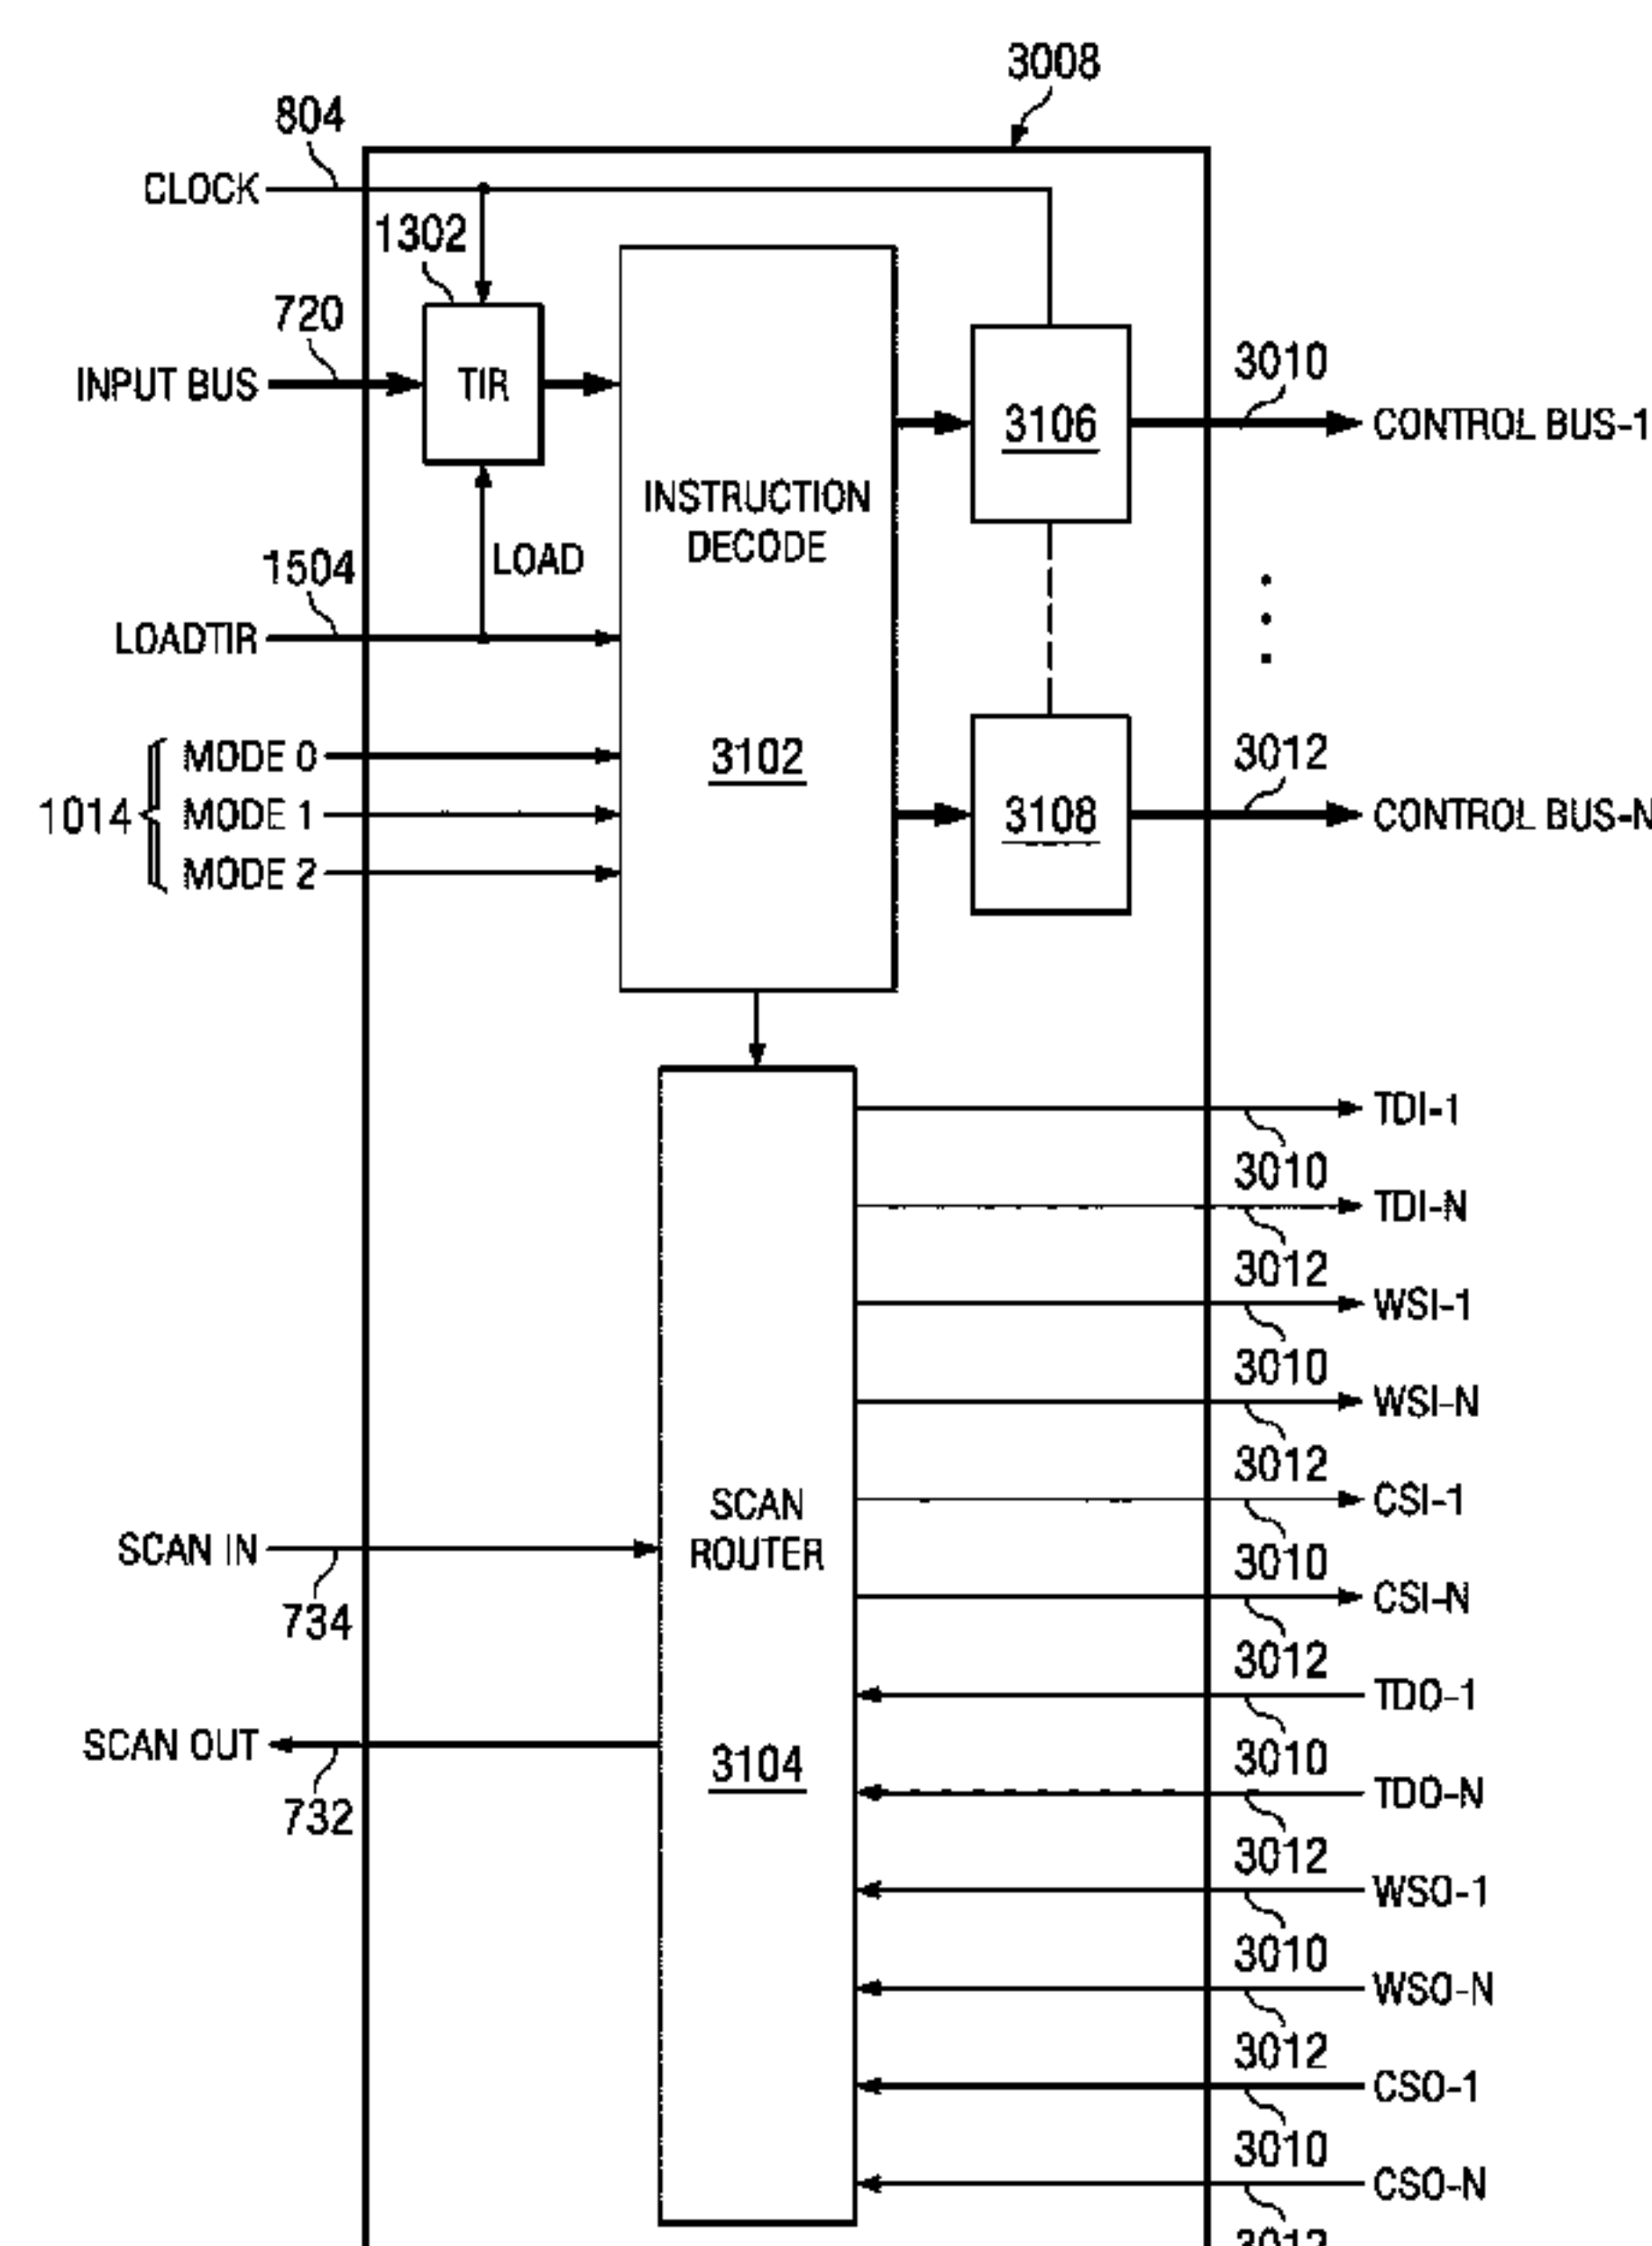 3008
804
CLOCK
1302
720
INPUT BUS
TIR
3106
3010
CONTROL BUS-1
INSTRUCTION
DECODE
1504
LOAD
LOADTIR
3102
MODE 0
1014
MODE 1
MODE 2
3108
3012
CONTROL BUS-N
TDI-1
3010
TDI-N
3012
WSI-1
3010
WSI-N
3012
CSI-1
3010
CSI-N
3012
SCAN
ROUTER
SCAN IN
734
TDO-1
3010
SCAN OUT
732
3104
TDO-N
3012
WSO-1
3010
WSO-N
3012
CSO-1
3010
CSO-N
3012